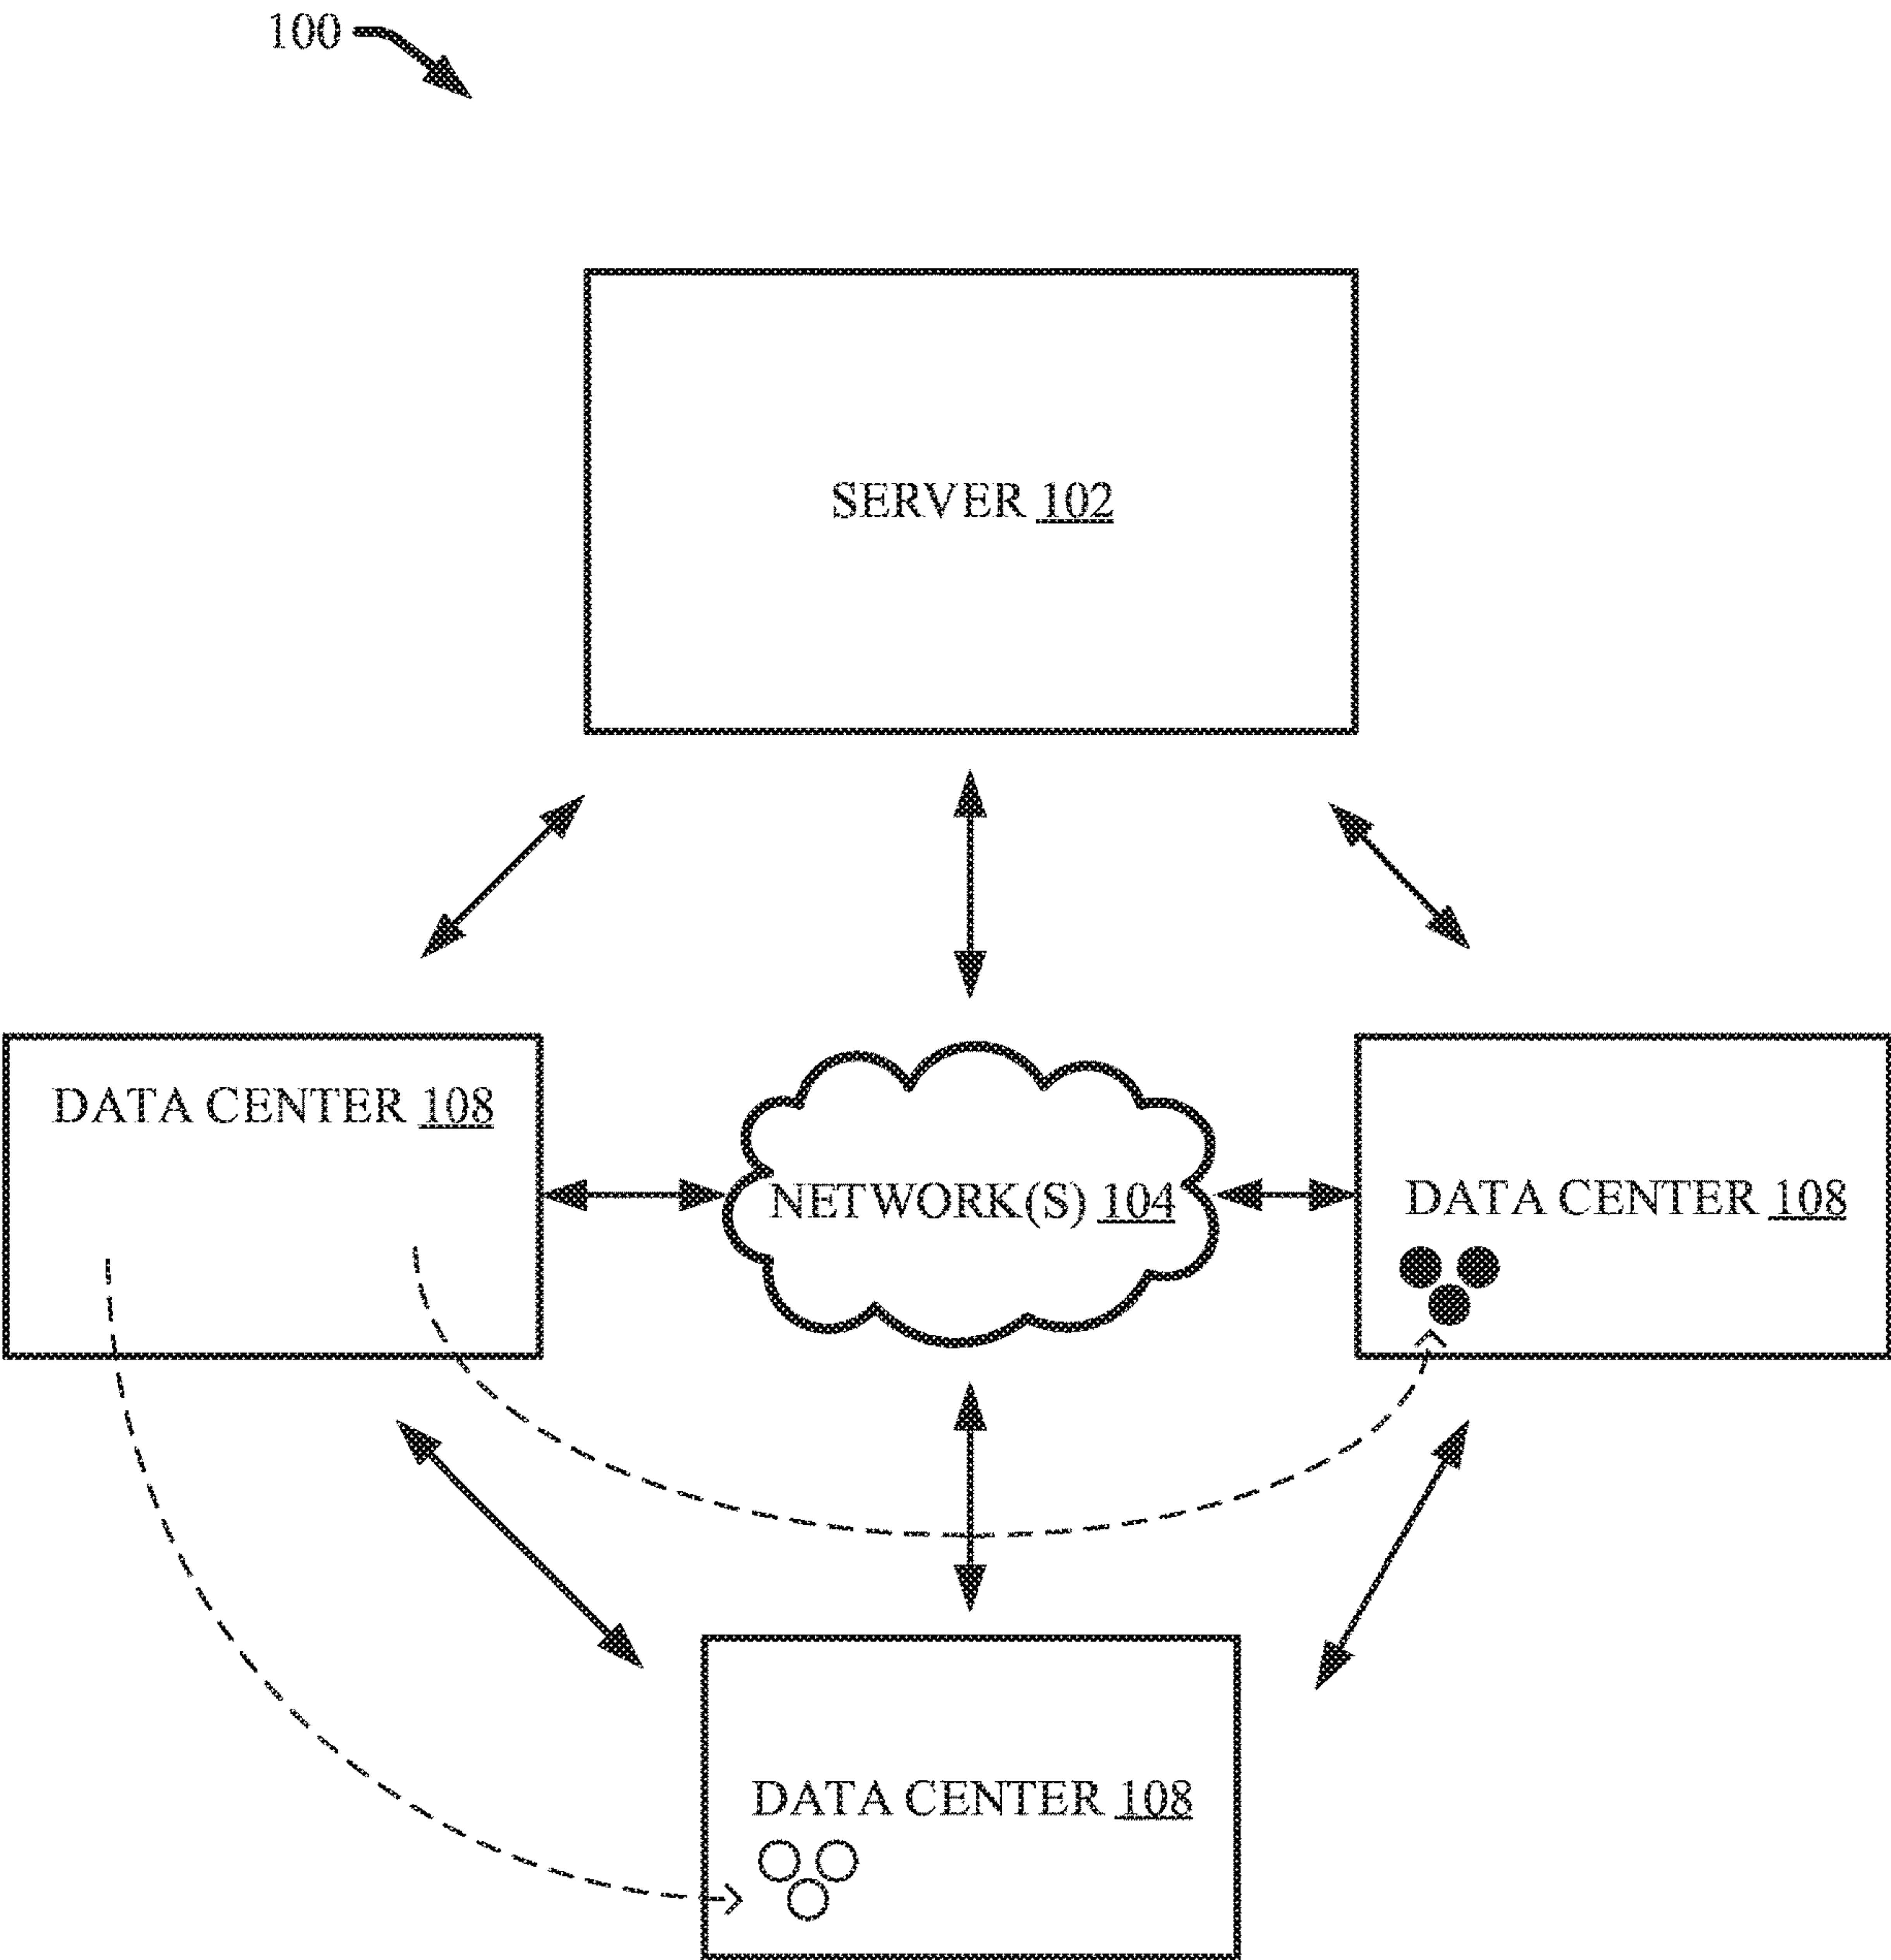 100
SERVER 102
DATA CENTER 108
NETWORK(S) 104
DATA CENTER 108
DATA CENTER 108